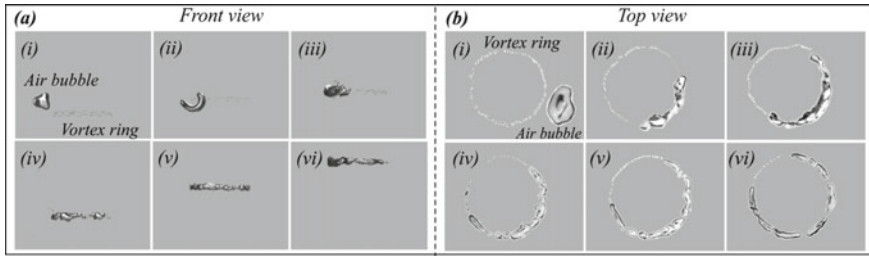 (a) Front view
(i) (ii) (iii)
Air bubble
Vortex ring
(iv) (v) (vi)
(b) Top view
(i) Vortex ring (ii) (iii)
Air bubble
(iv) (v) (vi)